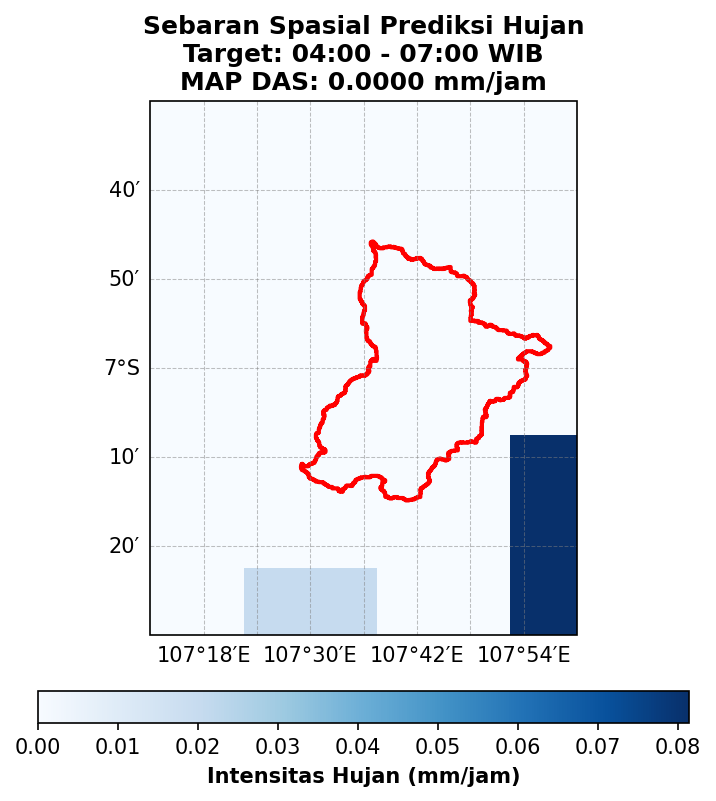 Sebaran Spasial Prediksi Hujan
Target: 04:00 - 07:00 WIB
MAP DAS: 0.0000 mm/jam
40′
50′
7°S
10′
20′
107°18′E 107°30′E 107°42′E 107°54′E
0.00 0.01 0.02 0.03 0.04 0.05 0.06 0.07 0.08
Intensitas Hujan (mm/jam)